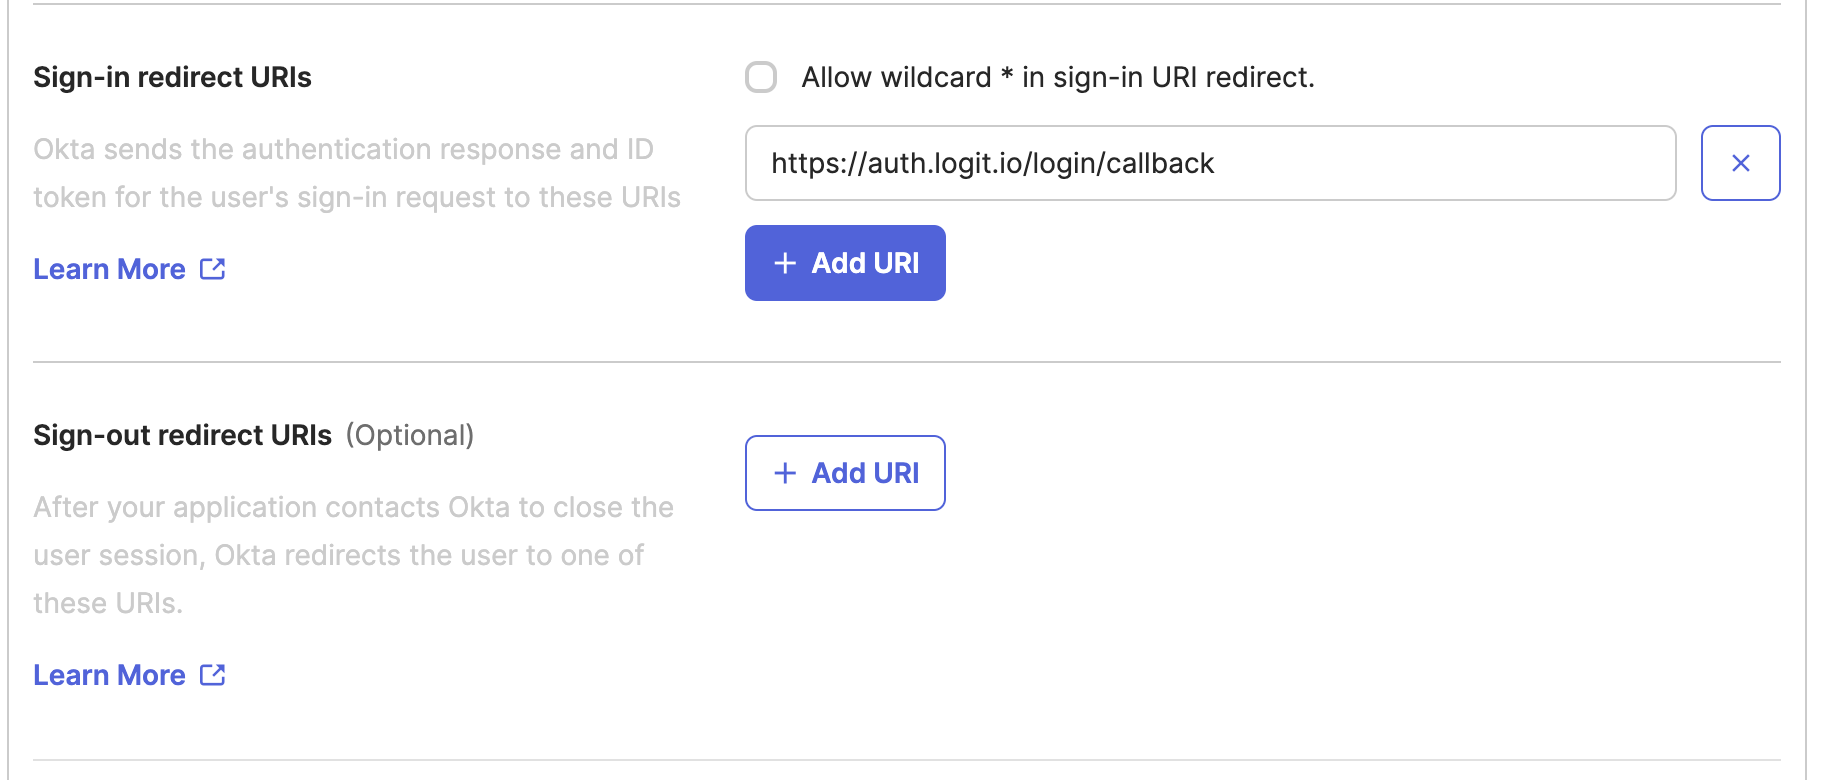 Sign-in redirect URIs
Allow wildcard * in sign-in URI redirect.
Okta sends the authentication response and ID
token for the user's sign-in request to these URIs
Learn More
https://auth.logit.io/login/callback
+ Add URI
Sign-out redirect URIs (Optional)
After your application contacts Okta to close the
user session, Okta redirects the user to one of
these URIs.
Learn More
+ Add URI